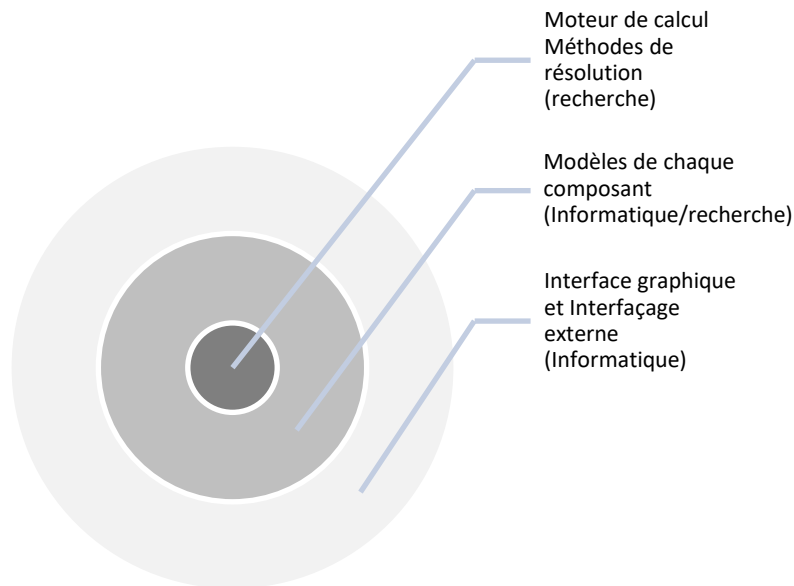 Moteur de calcul
Méthodes de
résolution
(recherche)
Modèles de chaque
composant
(Informatique/recherche)
Interface graphique
et Interfaçage
externe
(Informatique)